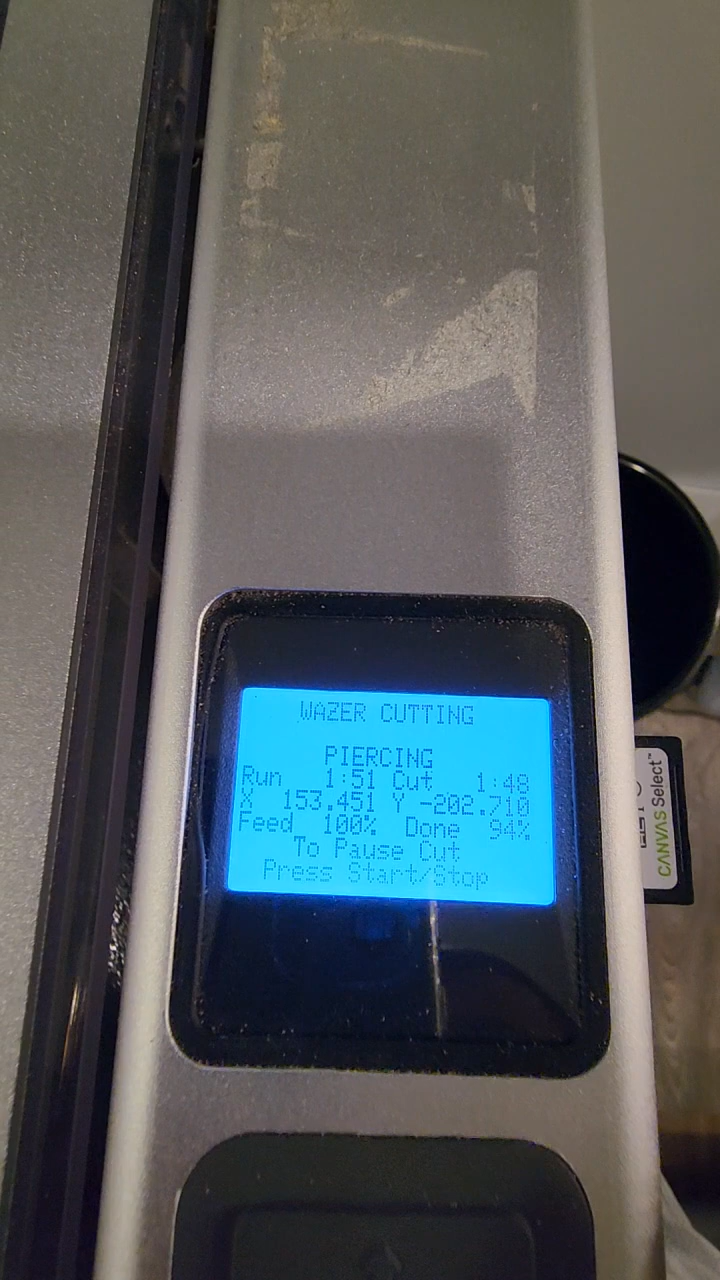 WAZER CUTTING
PIERCING
Run 1:51 Cut 1:48
X 153.451 Y -202.710
Feed 100% Done 94%
To Pause Cut
Press Start/Stop
CANVAS Select™